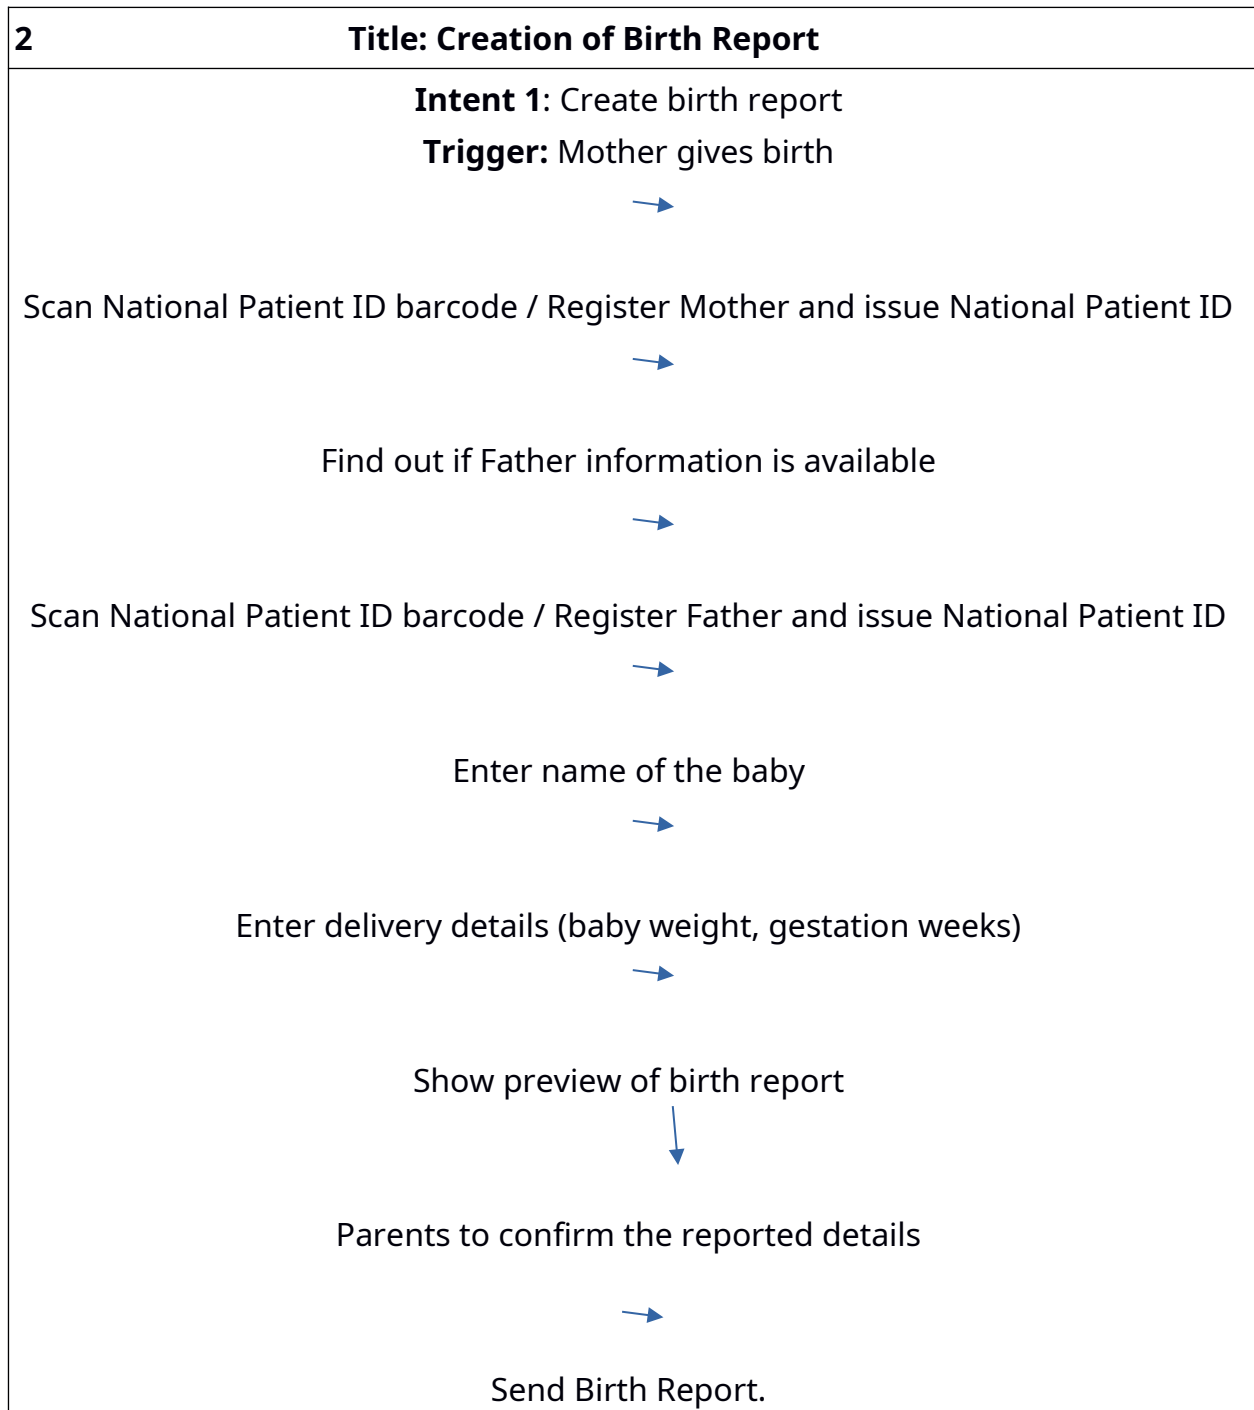 2 Title: Creation of Birth Report
Intent 1: Create birth report
Trigger: Mother gives birth
Scan National Patient ID barcode / Register Mother and issue National Patient ID
Find out if Father information is available
Scan National Patient ID barcode / Register Father and issue National Patient ID
Enter name of the baby
Enter delivery details (baby weight, gestation weeks)
Show preview of birth report
Parents to confirm the reported details
Send Birth Report.